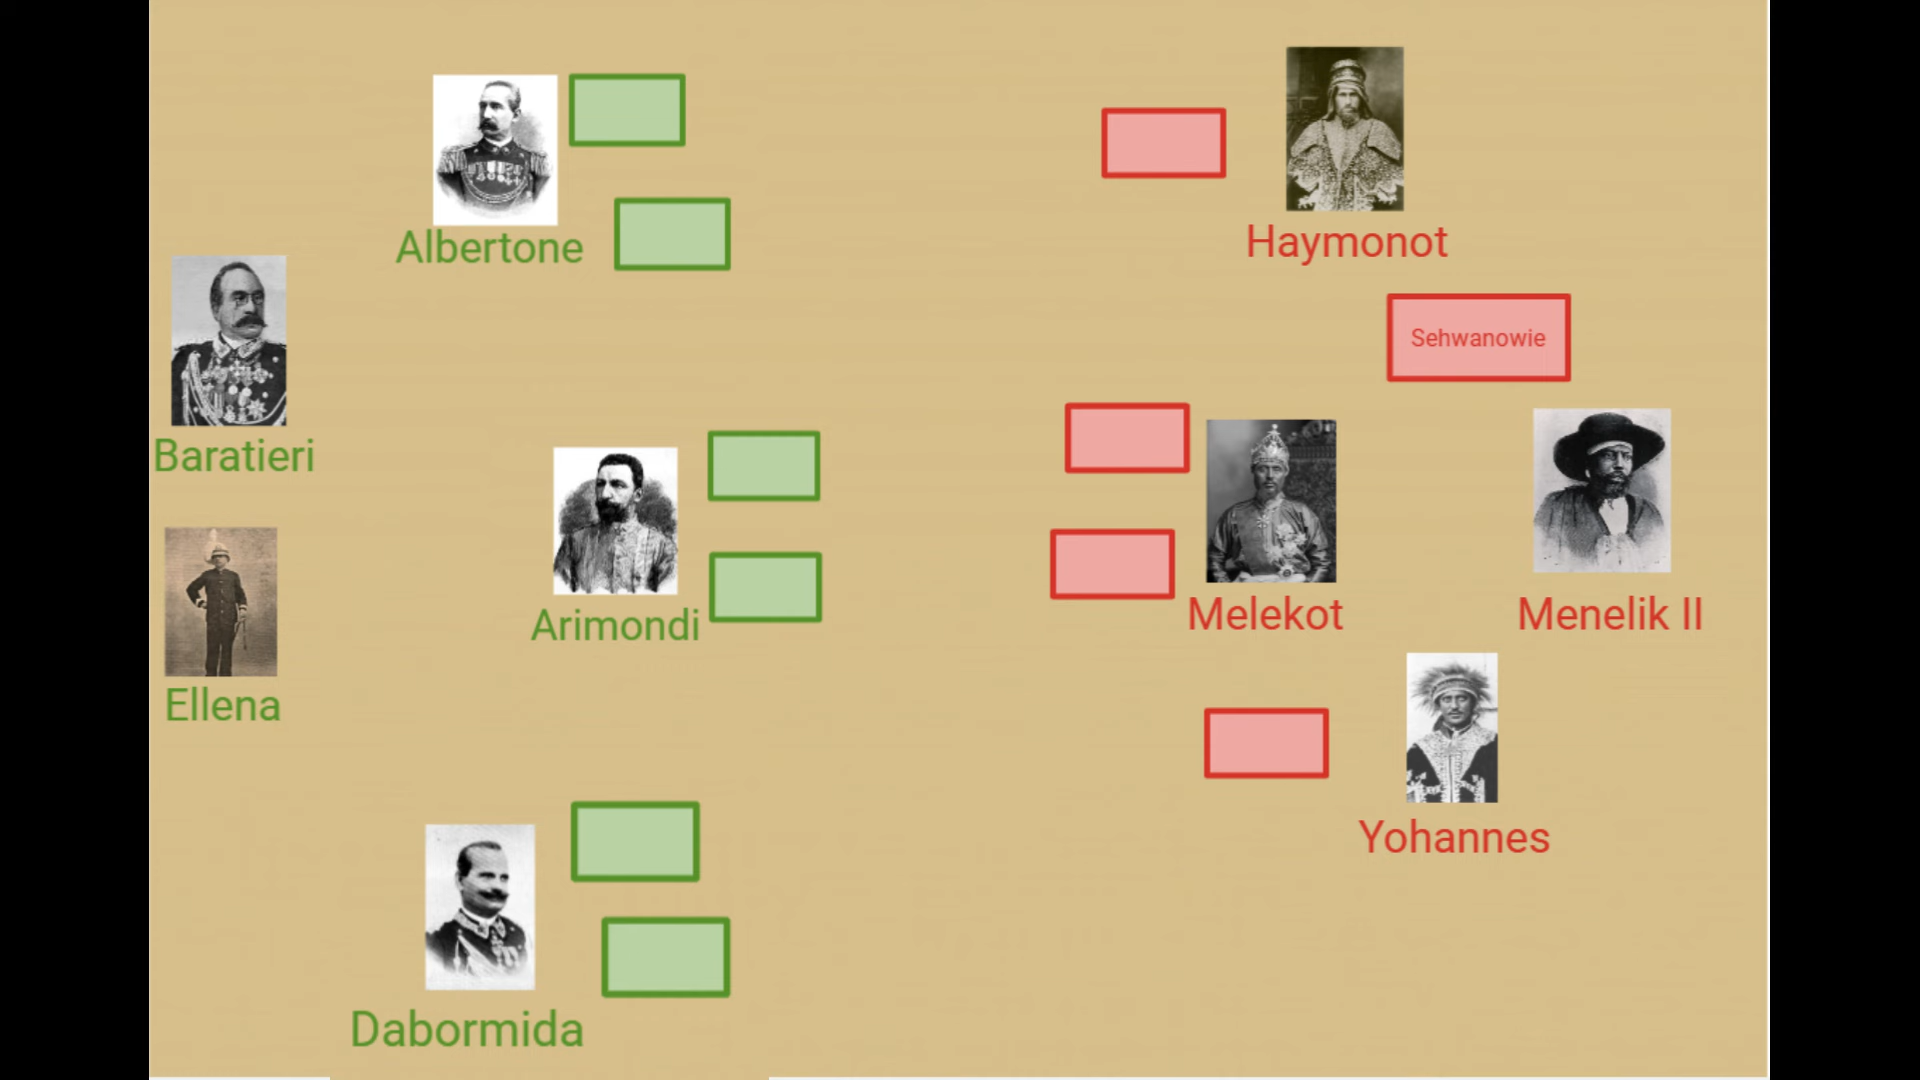 Albertone
Haymonot
Sehwanowie
Baratieri
Arimondi
Melekot
Menelik II
Ellena
Yohannes
Dabormida